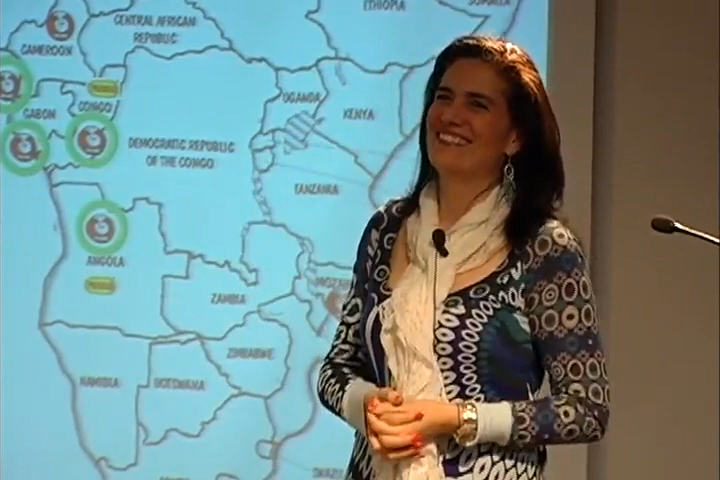 ETHIOPIA
SOMALIA
CENTRAL AFRICAN
REPUBLIC
CAMEROON
UGANDA
KENYA
GABON
CONGO
DEMOCRATIC REPUBLIC
OF THE CONGO
TANZANIA
ANGOLA
ZAMBIA
ZIMBABWE
NAMIBIA
BOTSWANA